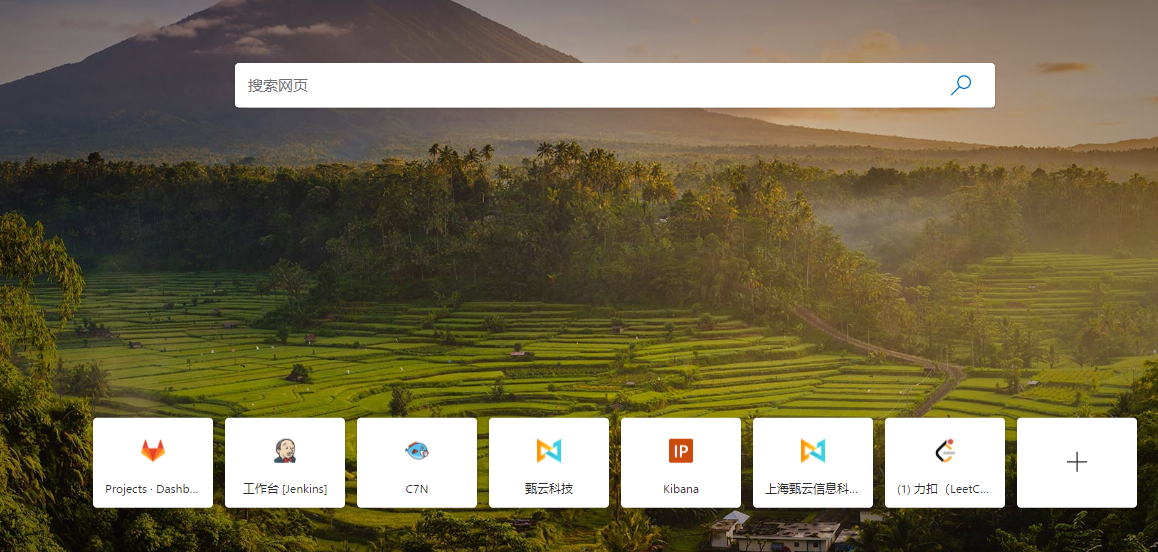 搜索网页
Projects · Dashb...
工作台 [Jenkins]
C7N
甄云科技
IP
Kibana
上海甄云信息科...
(1) 力扣（LeetC...